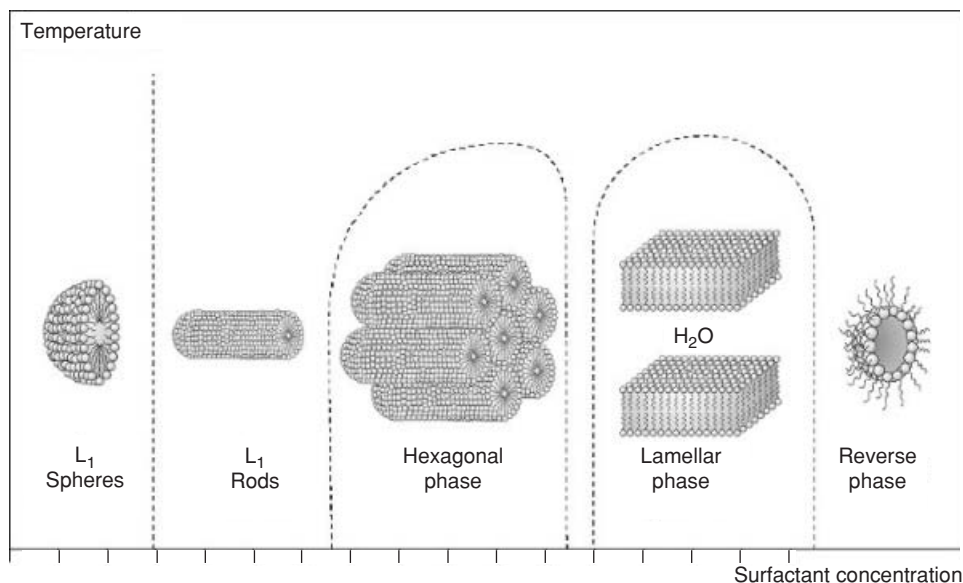 Temperature
H₂O
L₁
Spheres
L₁
Rods
Hexagonal
phase
Lamellar
phase
Reverse
phase
Surfactant concentration